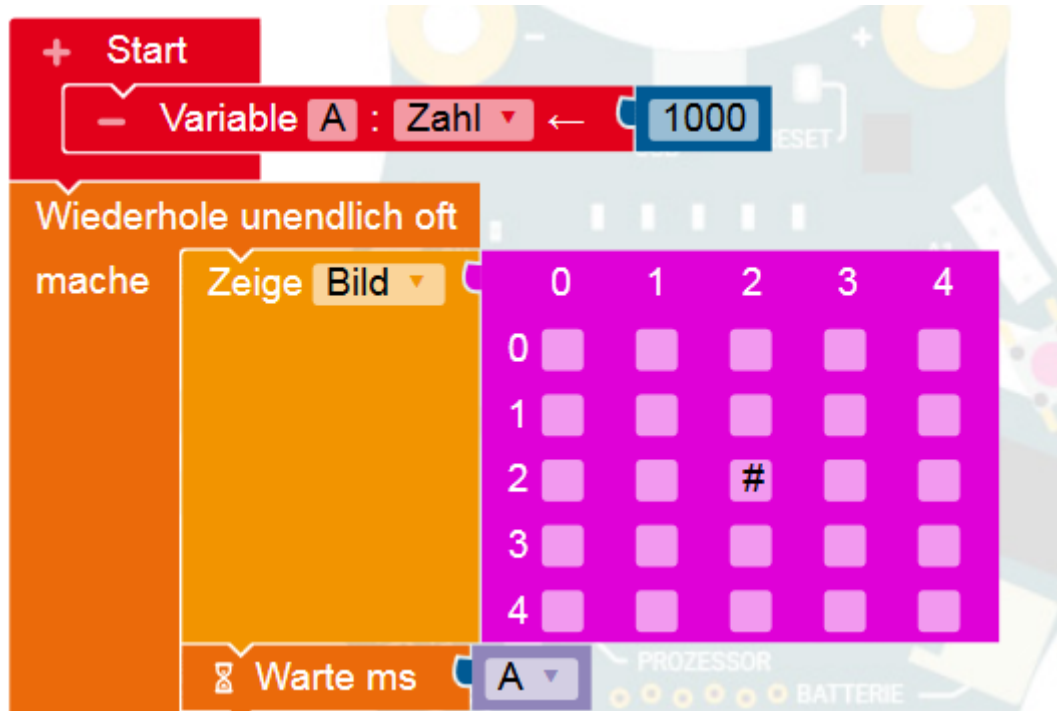 + Start
– Variable A : Zahl ▾ ← 1000
RESET
Wiederhole unendlich oft
mache Zeige Bild ▾ 0 1 2 3 4
0
1
2 #
3
4
Warte ms A ▾
PROZESSOR
BATTERIE